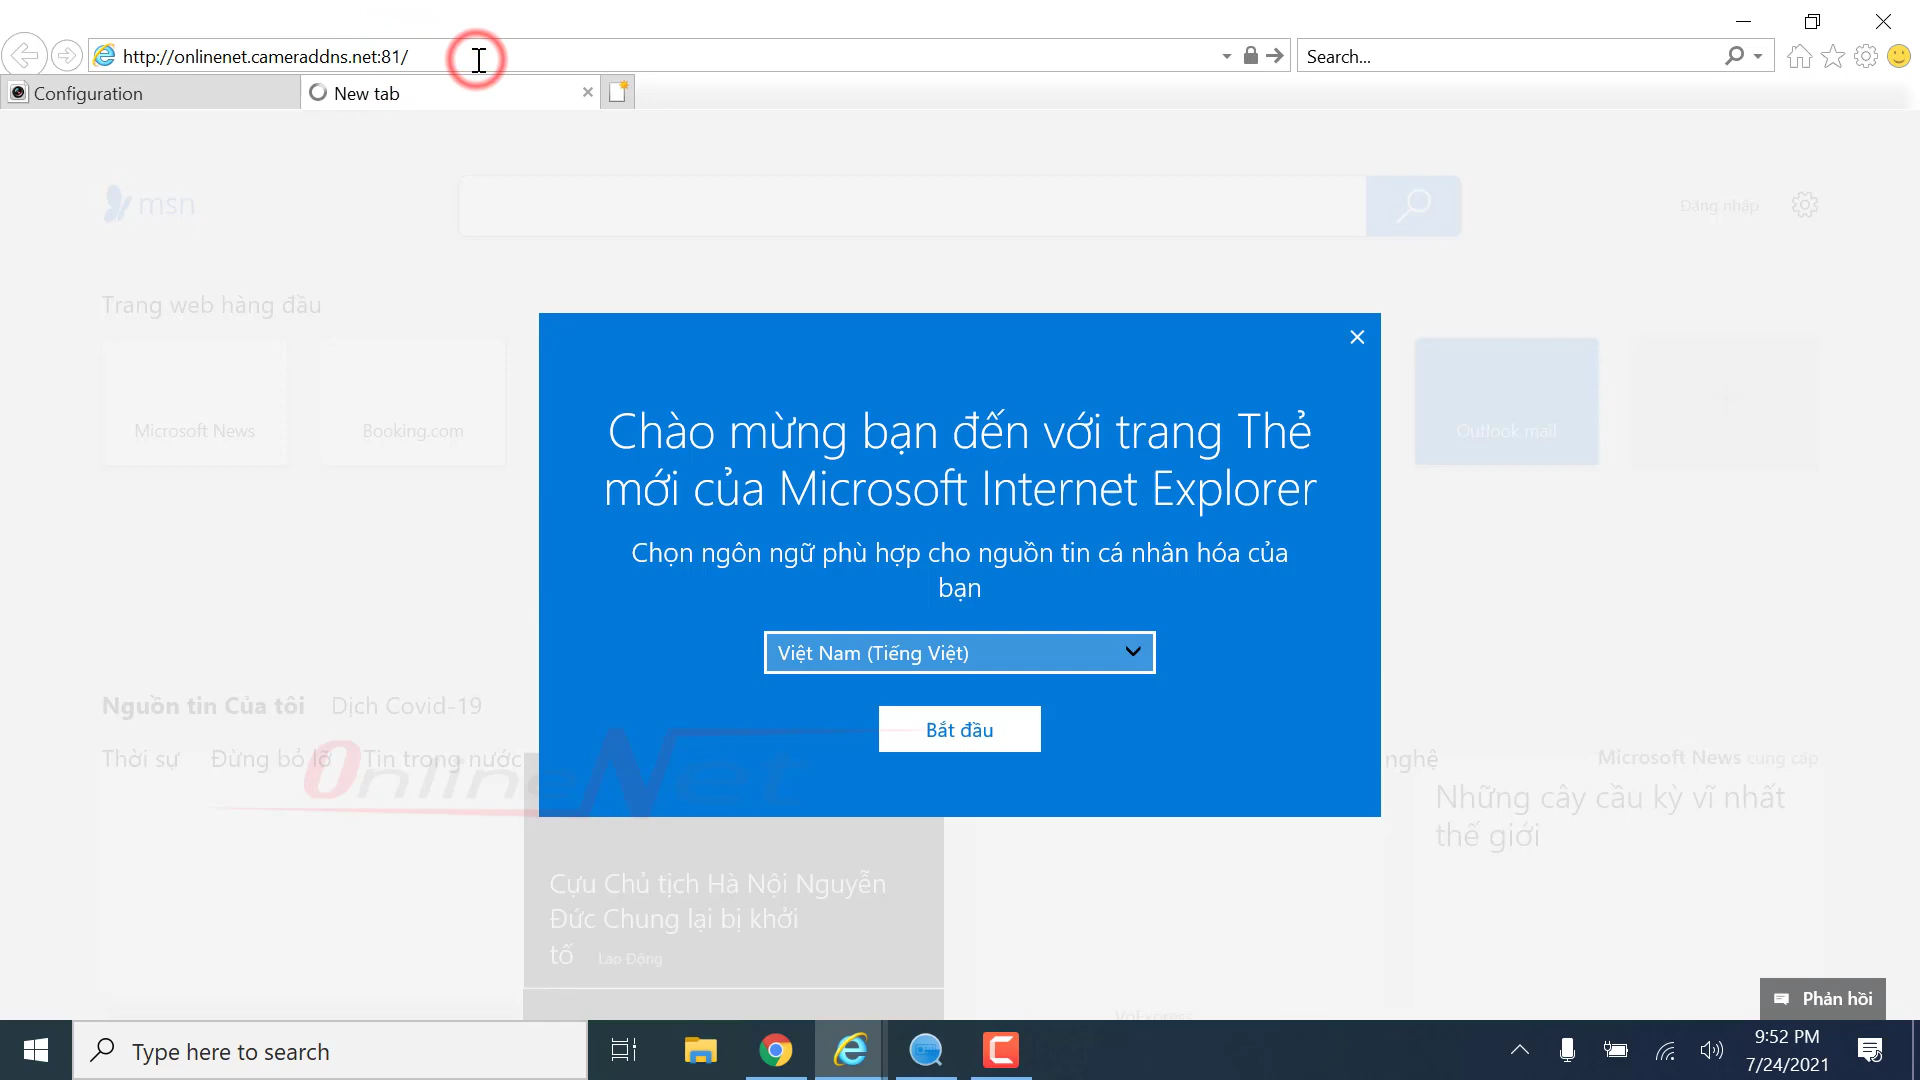 http://onlinenet.cameraddns.net:81/
Search...
Configuration
New tab
msn
Đăng nhập
Trang web hàng đầu
Microsoft News
Booking.com
Outlook mail
Chào mừng bạn đến với trang Thẻ
mới của Microsoft Internet Explorer
Chọn ngôn ngữ phù hợp cho nguồn tin cá nhân hóa của
bạn
Việt Nam (Tiếng Việt)
Bắt đầu
Nguồn tin Của tôi Dịch Covid-19
Thời sự Đừng bỏ lỡ Tin trong nước nghệ Microsoft News cung cấp
OnlineNet
Những cây cầu kỳ vĩ nhất
thế giới
Cựu Chủ tịch Hà Nội Nguyễn
Đức Chung lại bị khởi
tố Lao Động
VnExpress
Phản hồi
Type here to search
9:52 PM
7/24/2021